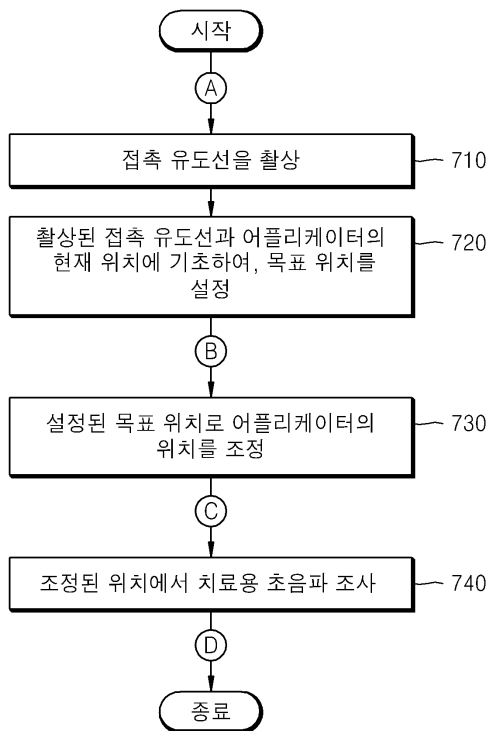 시작
A
접촉 유도선을 촬상
710
촬상된 접촉 유도선과 어플리케이터의
현재 위치에 기초하여, 목표 위치를
설정
720
B
설정된 목표 위치로 어플리케이터의
위치를 조정
730
C
조정된 위치에서 치료용 초음파 조사
740
D
종료